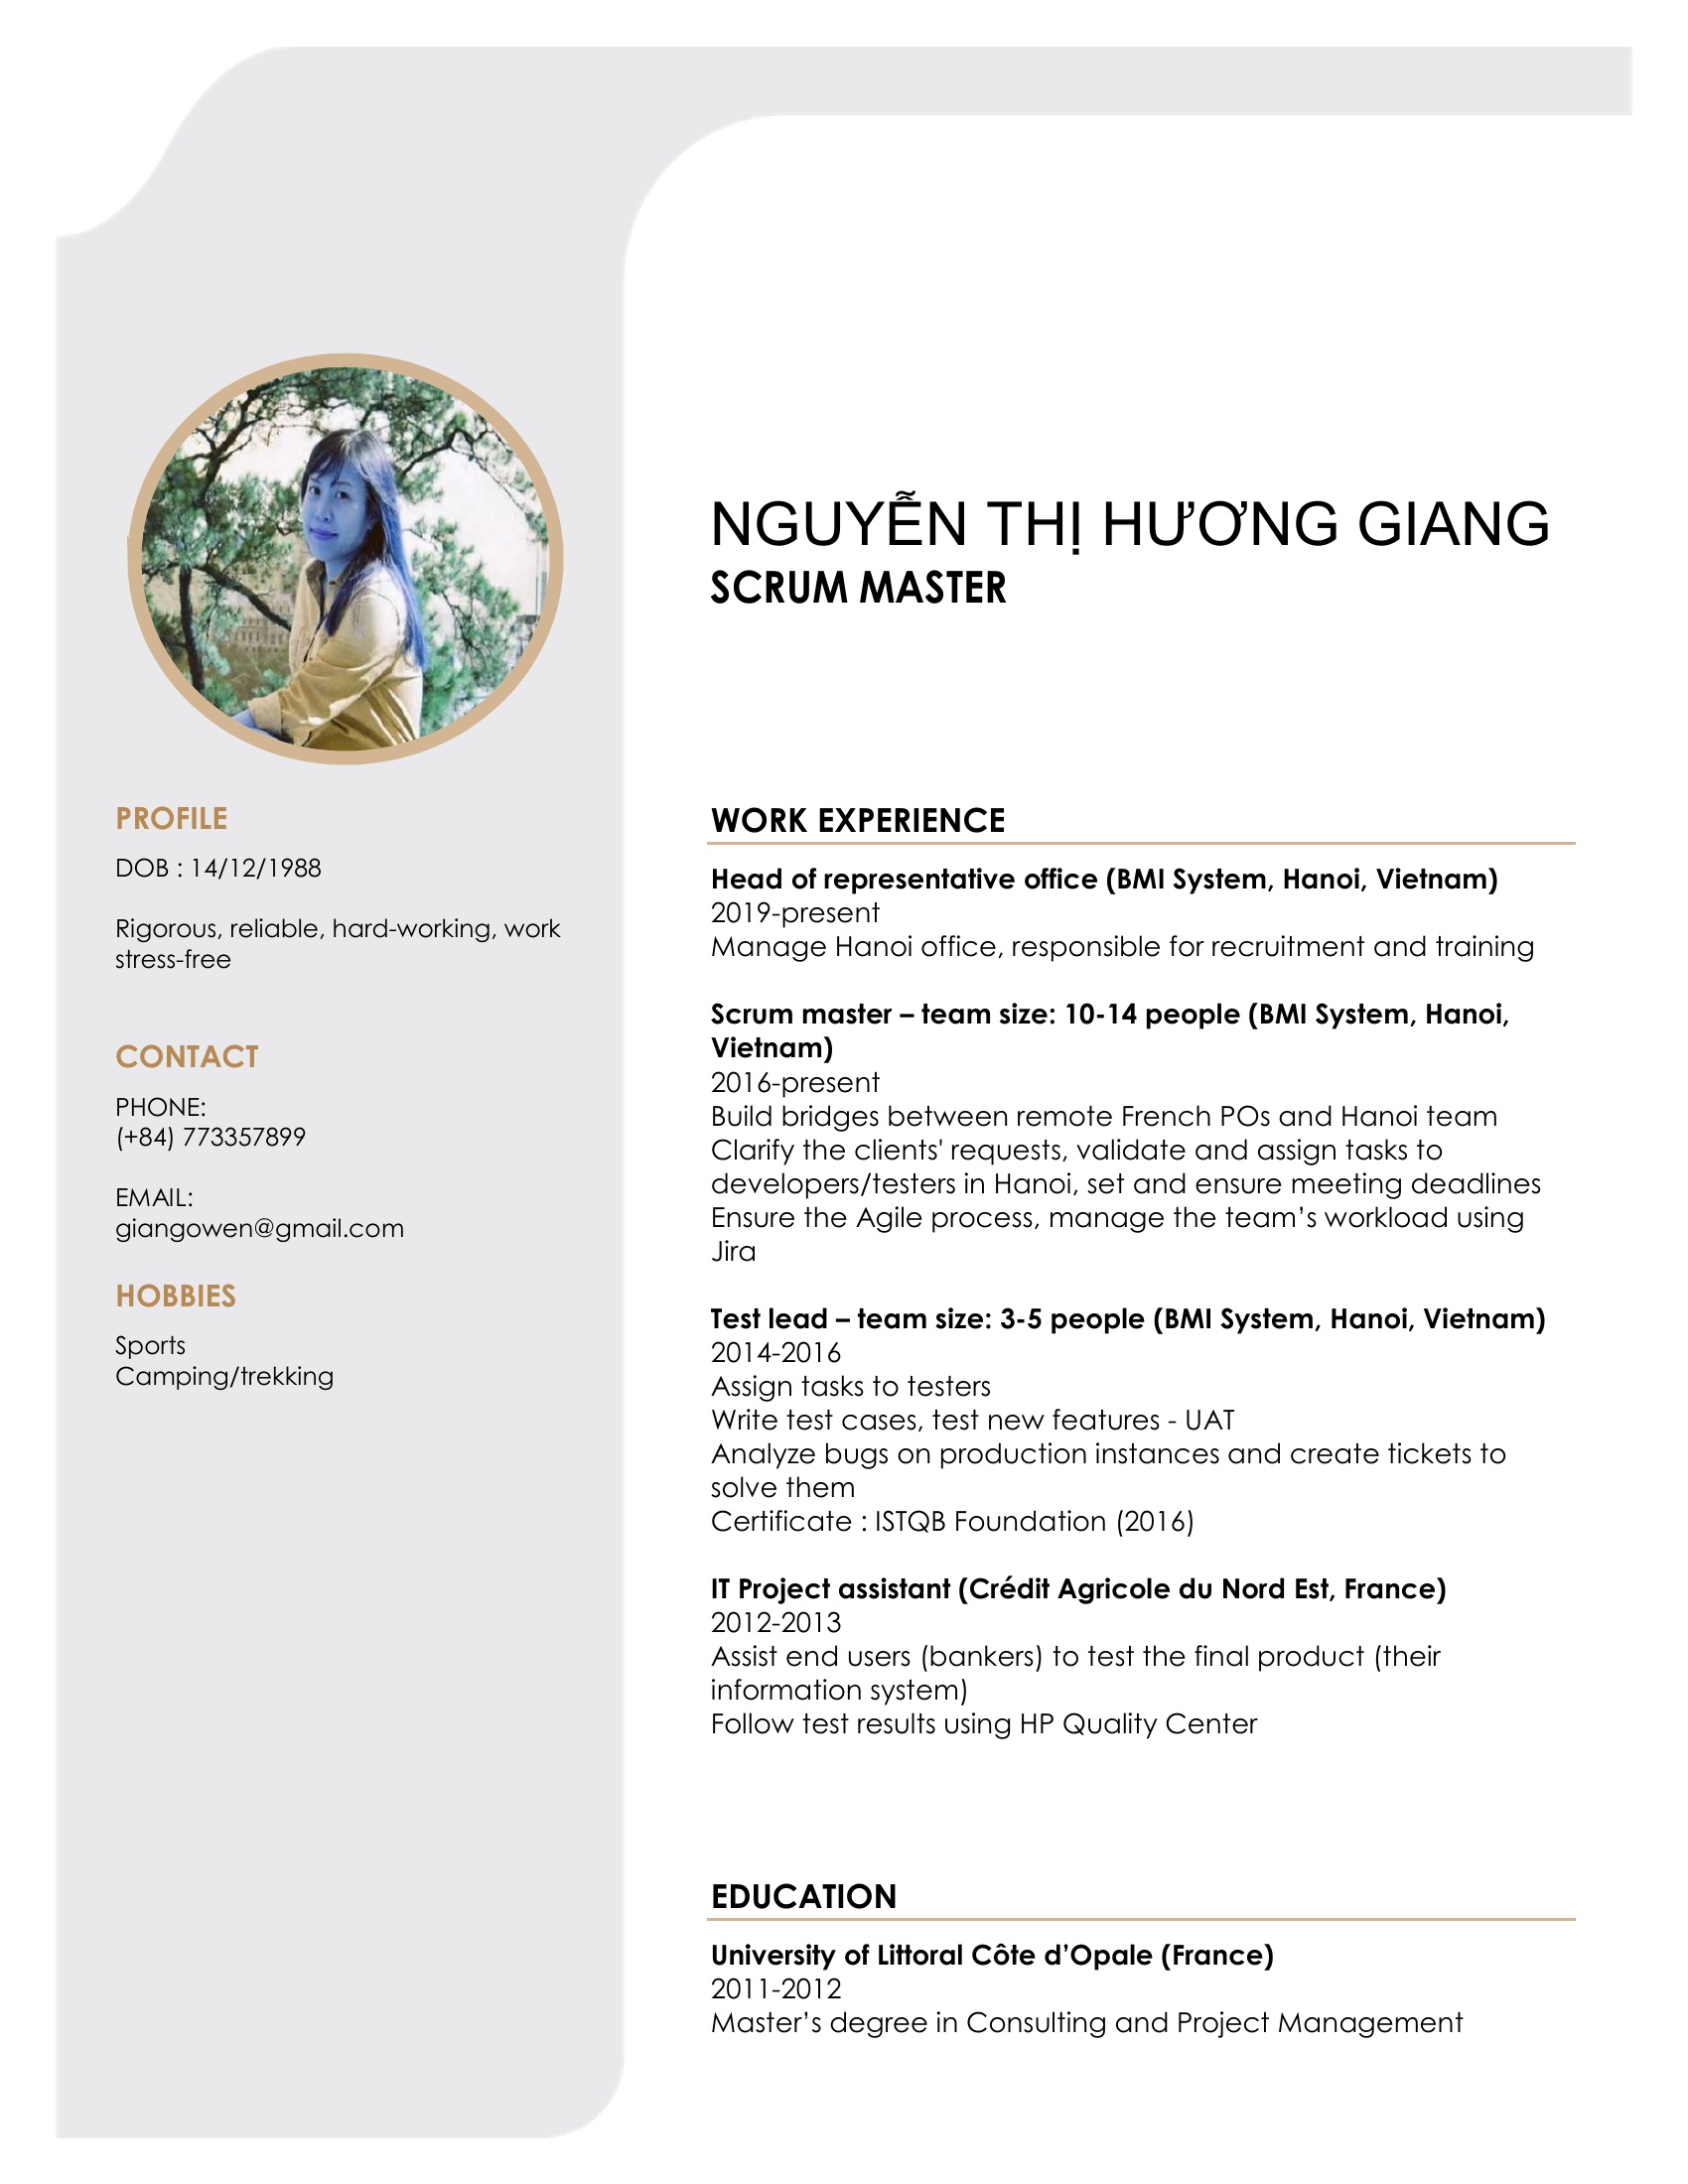 NGUYỄN THỊ HƯƠNG GIANG
SCRUM MASTER
PROFILE
DOB : 14/12/1988
Rigorous, reliable, hard-working, work
stress-free
CONTACT
PHONE:
(+84) 773357899
EMAIL:
giangowen@gmail.com
HOBBIES
Sports
Camping/trekking
WORK EXPERIENCE
Head of representative office (BMI System, Hanoi, Vietnam)
2019-present
Manage Hanoi office, responsible for recruitment and training
Scrum master – team size: 10-14 people (BMI System, Hanoi,
Vietnam)
2016-present
Build bridges between remote French POs and Hanoi team
Clarify the clients' requests, validate and assign tasks to
developers/testers in Hanoi, set and ensure meeting deadlines
Ensure the Agile process, manage the team’s workload using
Jira
Test lead – team size: 3-5 people (BMI System, Hanoi, Vietnam)
2014-2016
Assign tasks to testers
Write test cases, test new features - UAT
Analyze bugs on production instances and create tickets to
solve them
Certificate : ISTQB Foundation (2016)
IT Project assistant (Crédit Agricole du Nord Est, France)
2012-2013
Assist end users (bankers) to test the final product (their
information system)
Follow test results using HP Quality Center
EDUCATION
University of Littoral Côte d’Opale (France)
2011-2012
Master’s degree in Consulting and Project Management